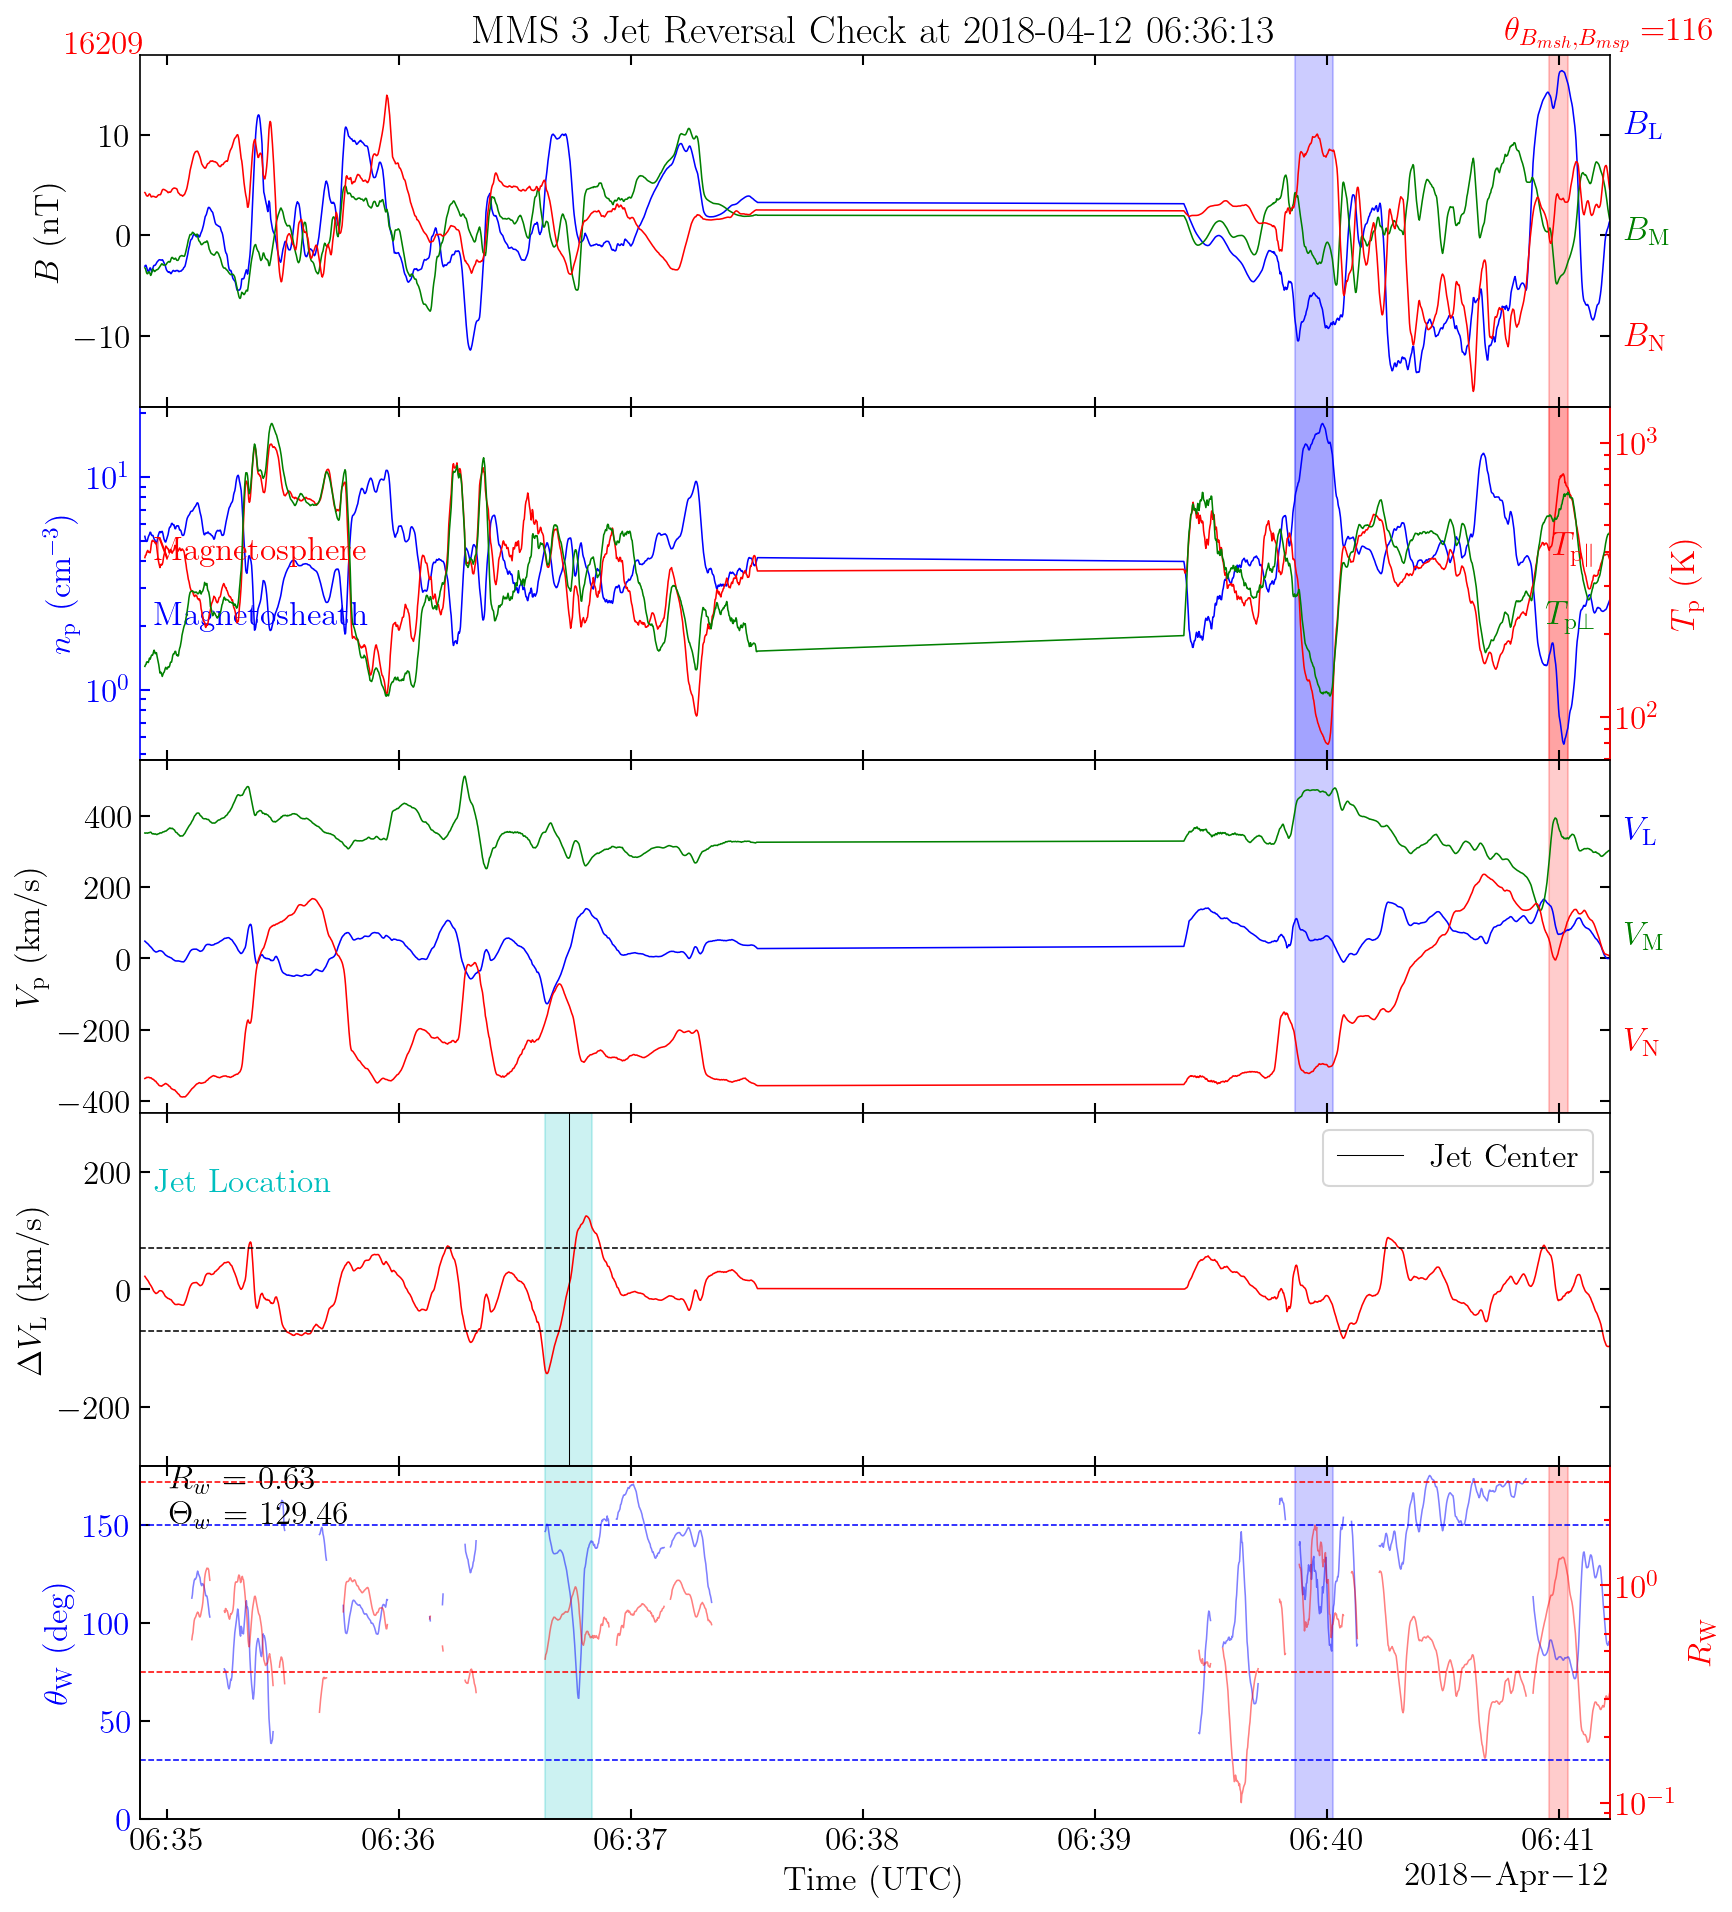 MMS 3 Jet Reversal Check at 2018-04-12 06:36:13
16209
θ_{B_{msh},B_{msp}} =116
10
0
−10
B (nT)
B_L
B_M
B_N
10^1
10^0
n_p (cm^{−3})
Magnetosphere
Magnetosheath
T_{p∥}
T_{p⊥}
10^3
10^2
T_p (K)
400
200
0
−200
−400
V_p (km/s)
V_L
V_M
V_N
200
0
−200
ΔV_L (km/s)
Jet Location
Jet Center
R_w = 0.63
Θ_w = 129.46
150
100
50
0
θ_W (deg)
10^0
10^{−1}
R_W
06:35 06:36 06:37 06:38 06:39 06:40 06:41
Time (UTC)
2018−Apr−12